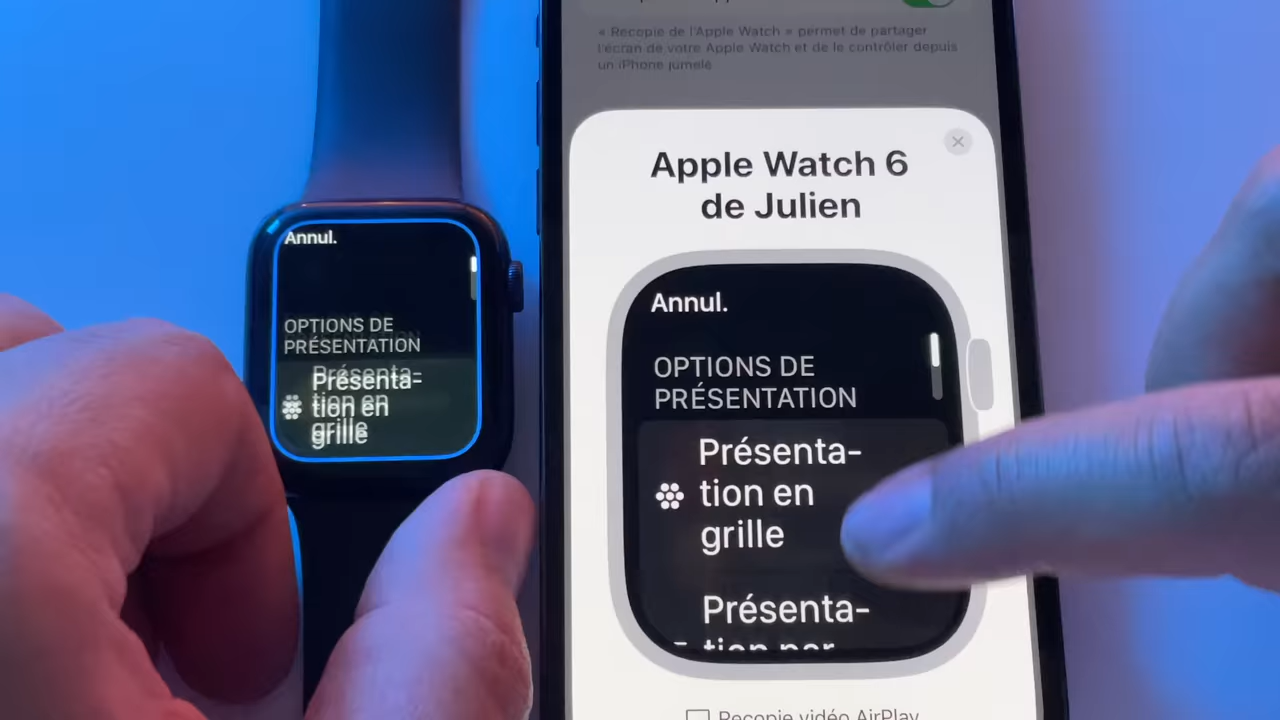 « Recopie de l'Apple Watch » permet de partager
l'écran de votre Apple Watch et de le contrôler depuis
un iPhone jumelé
Apple Watch 6
de Julien
Annul.
OPTIONS DE
PRÉSENTATION
Présenta-
tion en
grille
Annul.
OPTIONS DE
PRÉSENTATION
Présenta-
tion en
grille
Présenta-
tion par
Recopie vidéo AirPlay